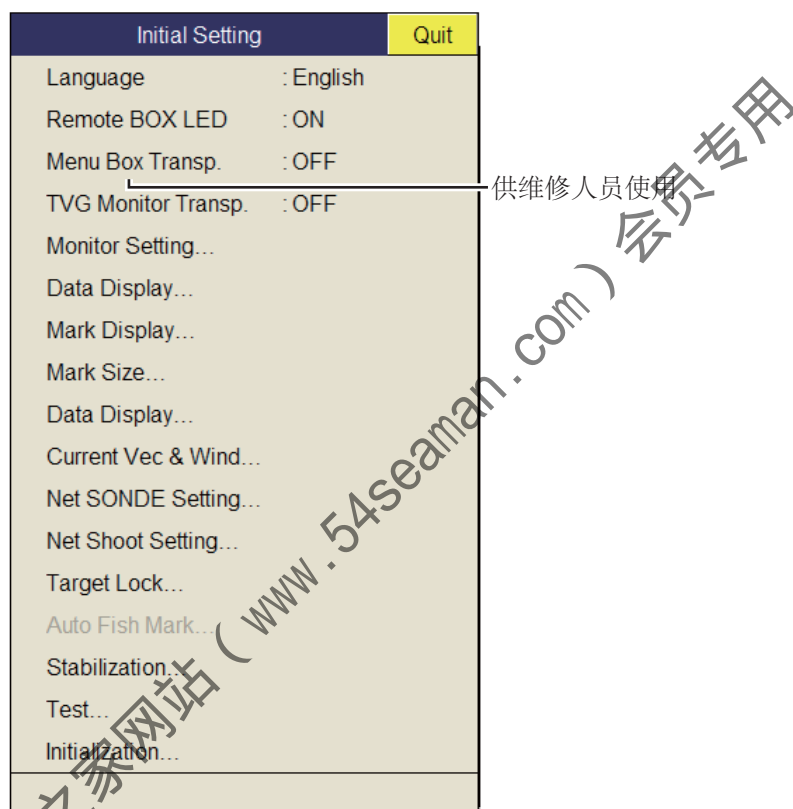 Initial Setting Quit
Language : English
Remote BOX LED : ON
Menu Box Transp. : OFF
供维修人员使用
TVG Monitor Transp. : OFF
Monitor Setting...
Data Display...
Mark Display...
Mark Size...
Data Display...
Current Vec & Wind...
Net SONDE Setting...
Net Shoot Setting...
Target Lock...
Auto Fish Mark...
Stabilization...
Test...
Initialization...
之家网站（www.54seaman.com）会员专用